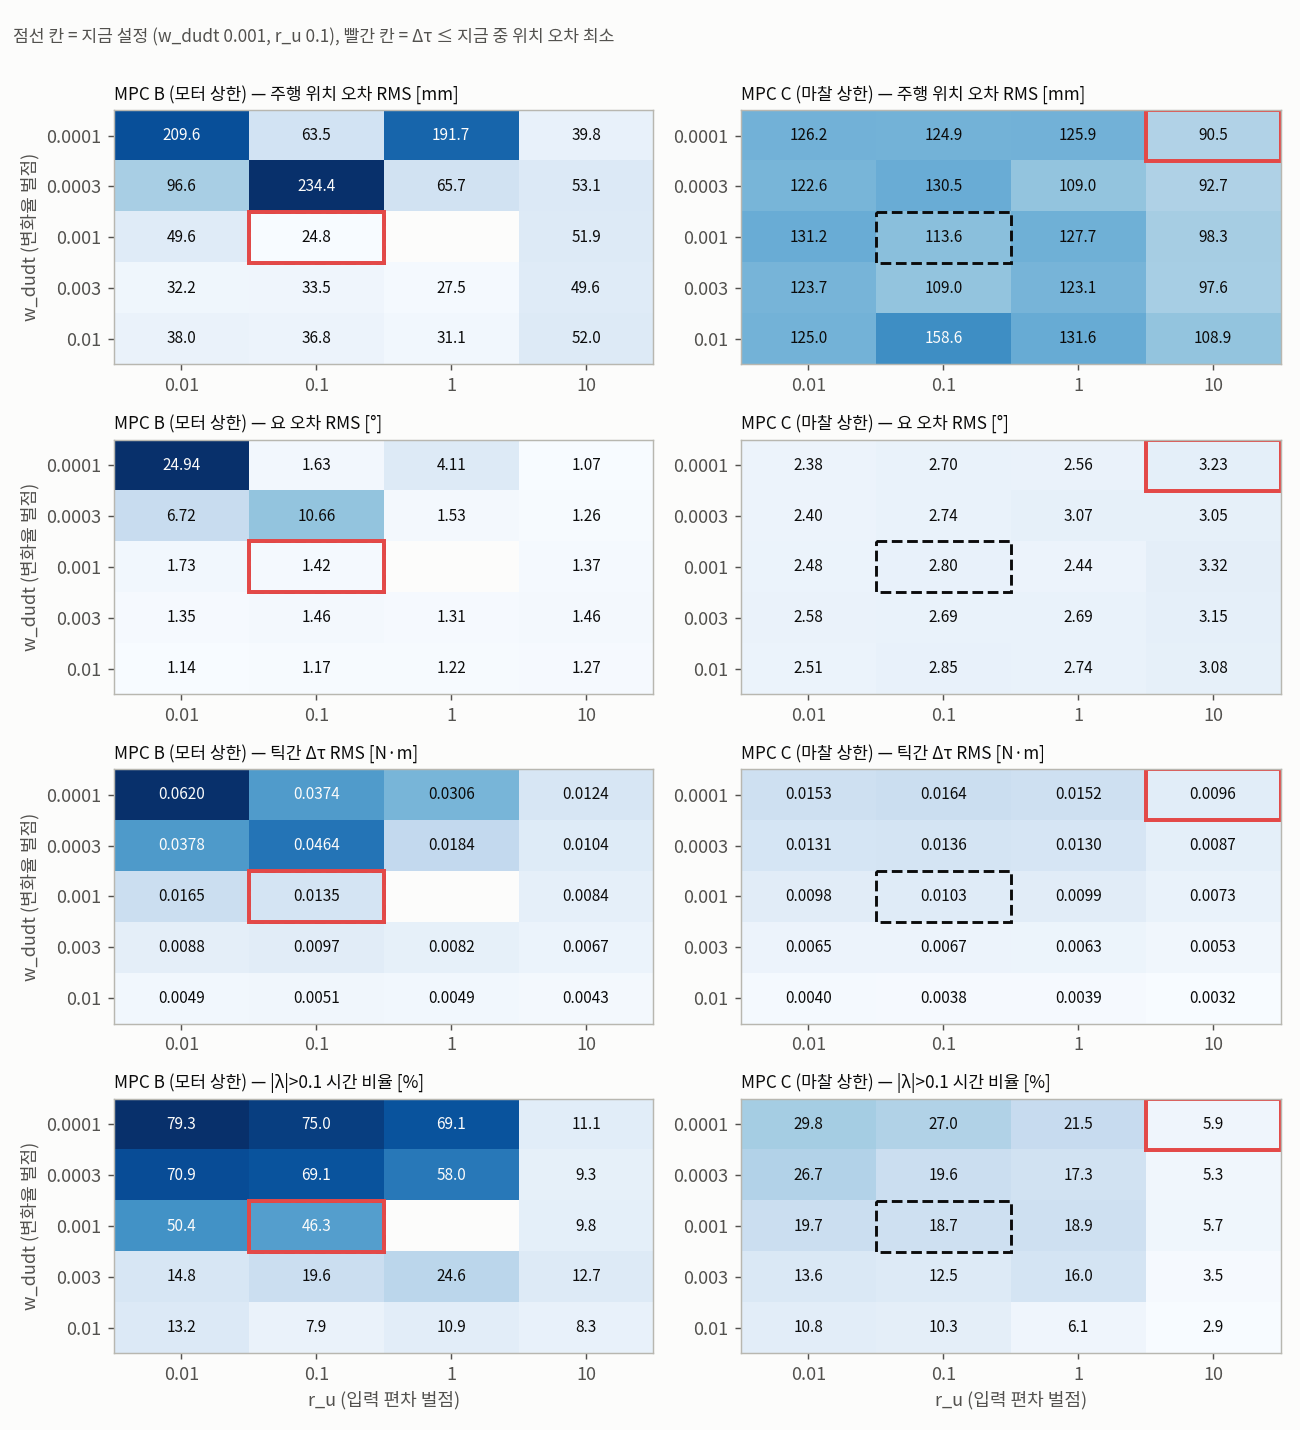 점선 칸 = 지금 설정 (w_dudt 0.001, r_u 0.1), 빨간 칸 = Δτ ≤ 지금 중 위치 오차 최소
MPC B (모터 상한) — 주행 위치 오차 RMS [mm]
w_dudt (변화율 벌점)
0.0001 209.6 63.5 191.7 39.8
0.0003 96.6 234.4 65.7 53.1
0.001 49.6 24.8 51.9
0.003 32.2 33.5 27.5 49.6
0.01 38.0 36.8 31.1 52.0
0.01 0.1 1 10
MPC C (마찰 상한) — 주행 위치 오차 RMS [mm]
0.0001 126.2 124.9 125.9 90.5
0.0003 122.6 130.5 109.0 92.7
0.001 131.2 113.6 127.7 98.3
0.003 123.7 109.0 123.1 97.6
0.01 125.0 158.6 131.6 108.9
0.01 0.1 1 10
MPC B (모터 상한) — 요 오차 RMS [°]
w_dudt (변화율 벌점)
0.0001 24.94 1.63 4.11 1.07
0.0003 6.72 10.66 1.53 1.26
0.001 1.73 1.42 1.37
0.003 1.35 1.46 1.31 1.46
0.01 1.14 1.17 1.22 1.27
0.01 0.1 1 10
MPC C (마찰 상한) — 요 오차 RMS [°]
0.0001 2.38 2.70 2.56 3.23
0.0003 2.40 2.74 3.07 3.05
0.001 2.48 2.80 2.44 3.32
0.003 2.58 2.69 2.69 3.15
0.01 2.51 2.85 2.74 3.08
0.01 0.1 1 10
MPC B (모터 상한) — 틱간 Δτ RMS [N·m]
w_dudt (변화율 벌점)
0.0001 0.0620 0.0374 0.0306 0.0124
0.0003 0.0378 0.0464 0.0184 0.0104
0.001 0.0165 0.0135 0.0084
0.003 0.0088 0.0097 0.0082 0.0067
0.01 0.0049 0.0051 0.0049 0.0043
0.01 0.1 1 10
MPC C (마찰 상한) — 틱간 Δτ RMS [N·m]
0.0001 0.0153 0.0164 0.0152 0.0096
0.0003 0.0131 0.0136 0.0130 0.0087
0.001 0.0098 0.0103 0.0099 0.0073
0.003 0.0065 0.0067 0.0063 0.0053
0.01 0.0040 0.0038 0.0039 0.0032
0.01 0.1 1 10
MPC B (모터 상한) — |λ|>0.1 시간 비율 [%]
w_dudt (변화율 벌점)
0.0001 79.3 75.0 69.1 11.1
0.0003 70.9 69.1 58.0 9.3
0.001 50.4 46.3 9.8
0.003 14.8 19.6 24.6 12.7
0.01 13.2 7.9 10.9 8.3
0.01 0.1 1 10
r_u (입력 편차 벌점)
MPC C (마찰 상한) — |λ|>0.1 시간 비율 [%]
0.0001 29.8 27.0 21.5 5.9
0.0003 26.7 19.6 17.3 5.3
0.001 19.7 18.7 18.9 5.7
0.003 13.6 12.5 16.0 3.5
0.01 10.8 10.3 6.1 2.9
0.01 0.1 1 10
r_u (입력 편차 벌점)